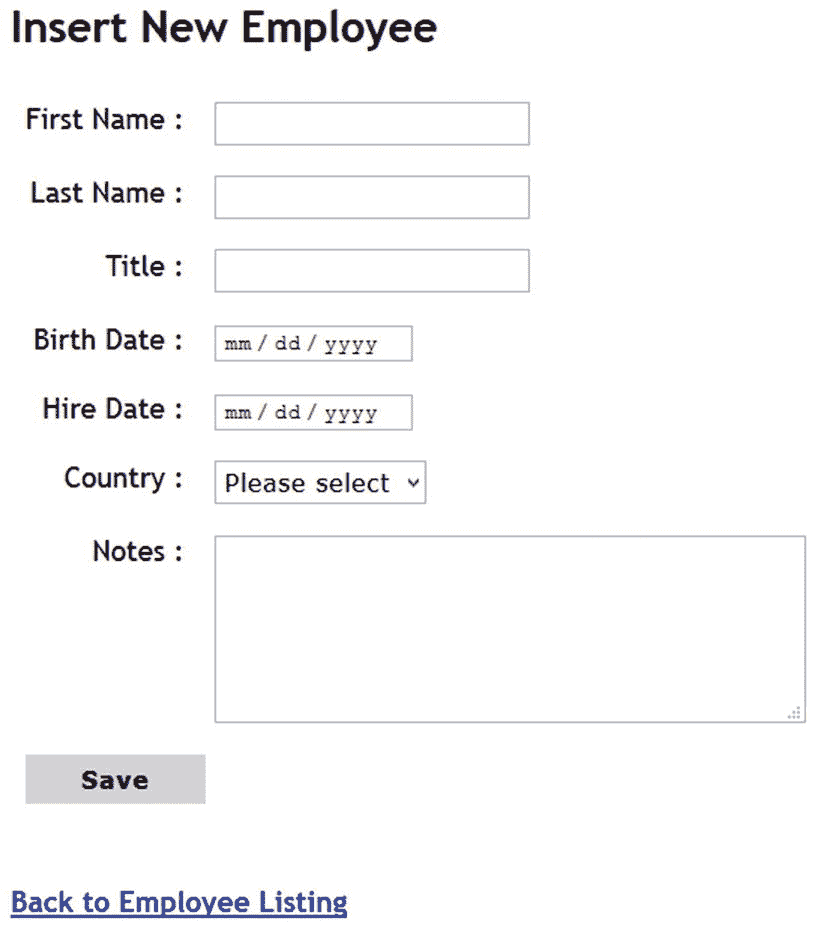 Insert New Employee
First Name :
Last Name :
Title :
Birth Date : mm / dd / yyyy
Hire Date : mm / dd / yyyy
Country : Please select
Notes :
Save
Back to Employee Listing